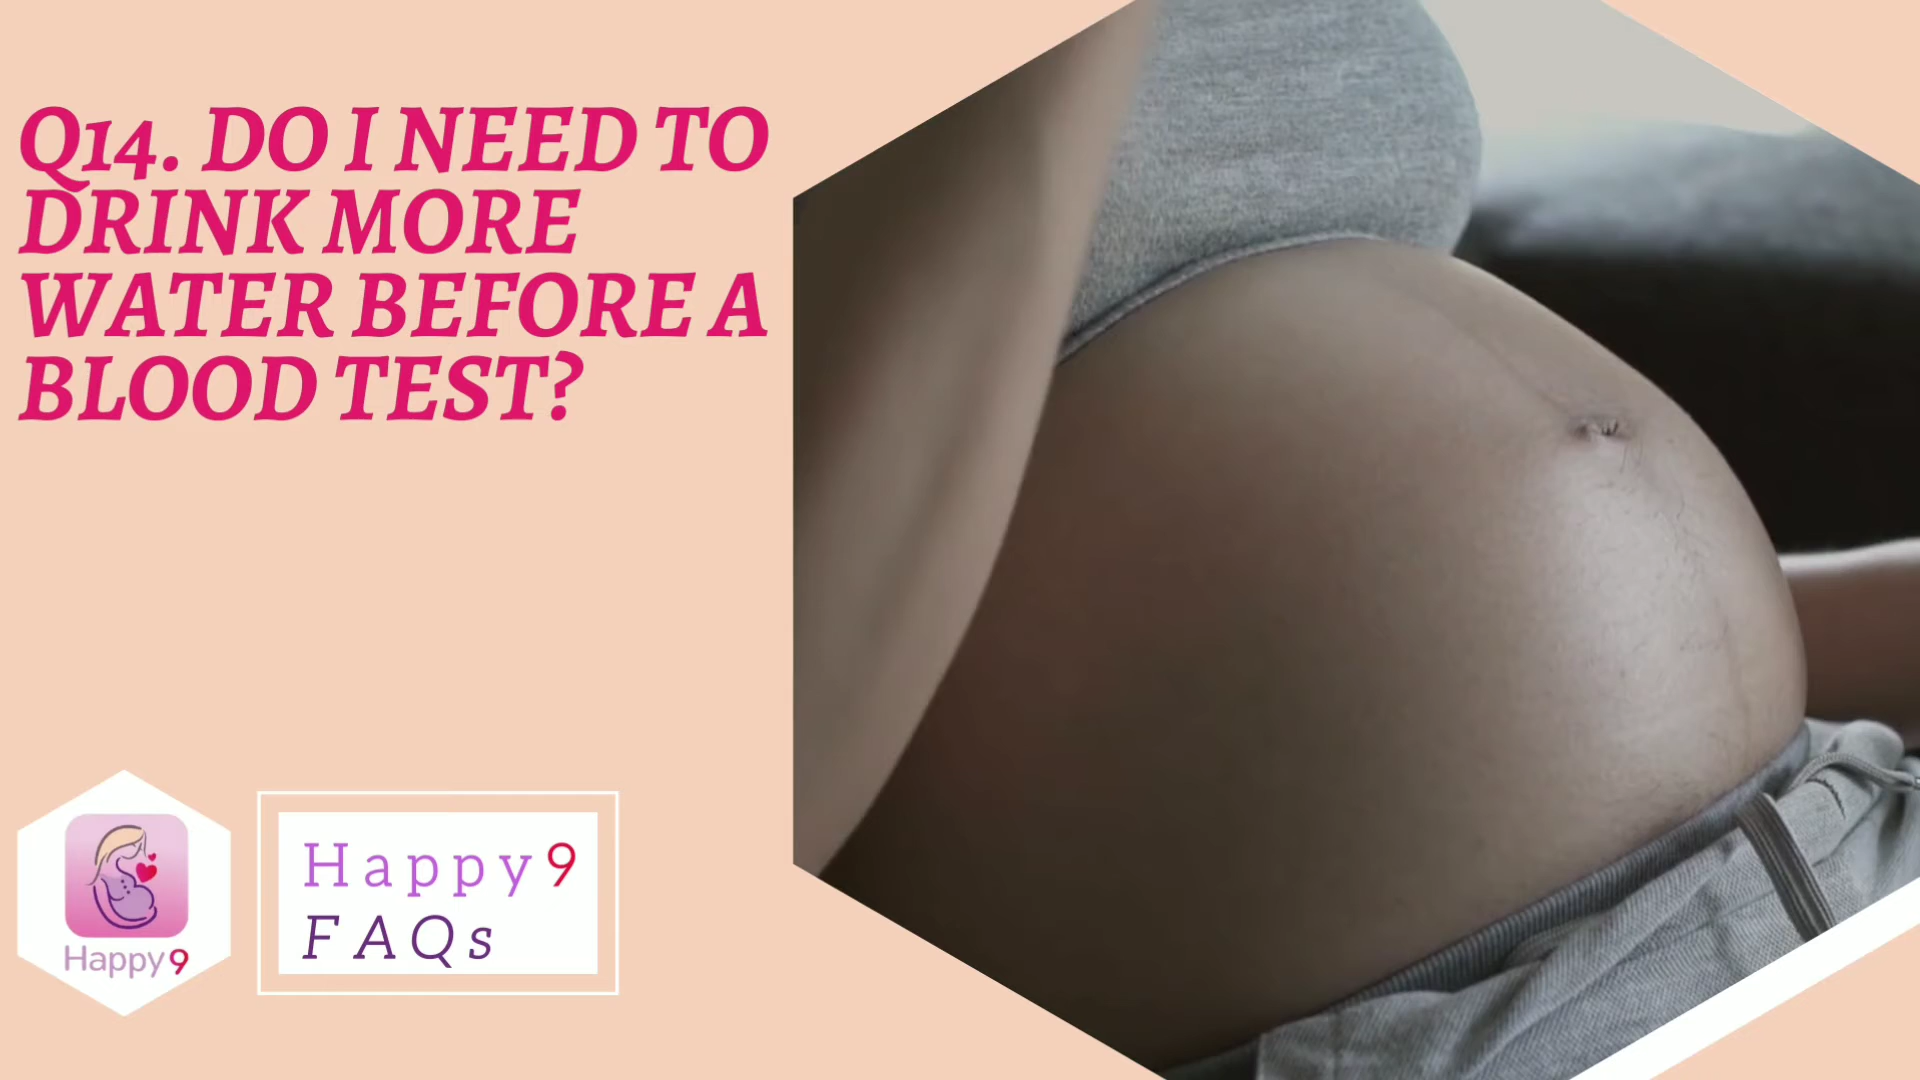 Q14. DO I NEED TO
DRINK MORE
WATER BEFORE A
BLOOD TEST?
Happy9
Happy9
FAQs